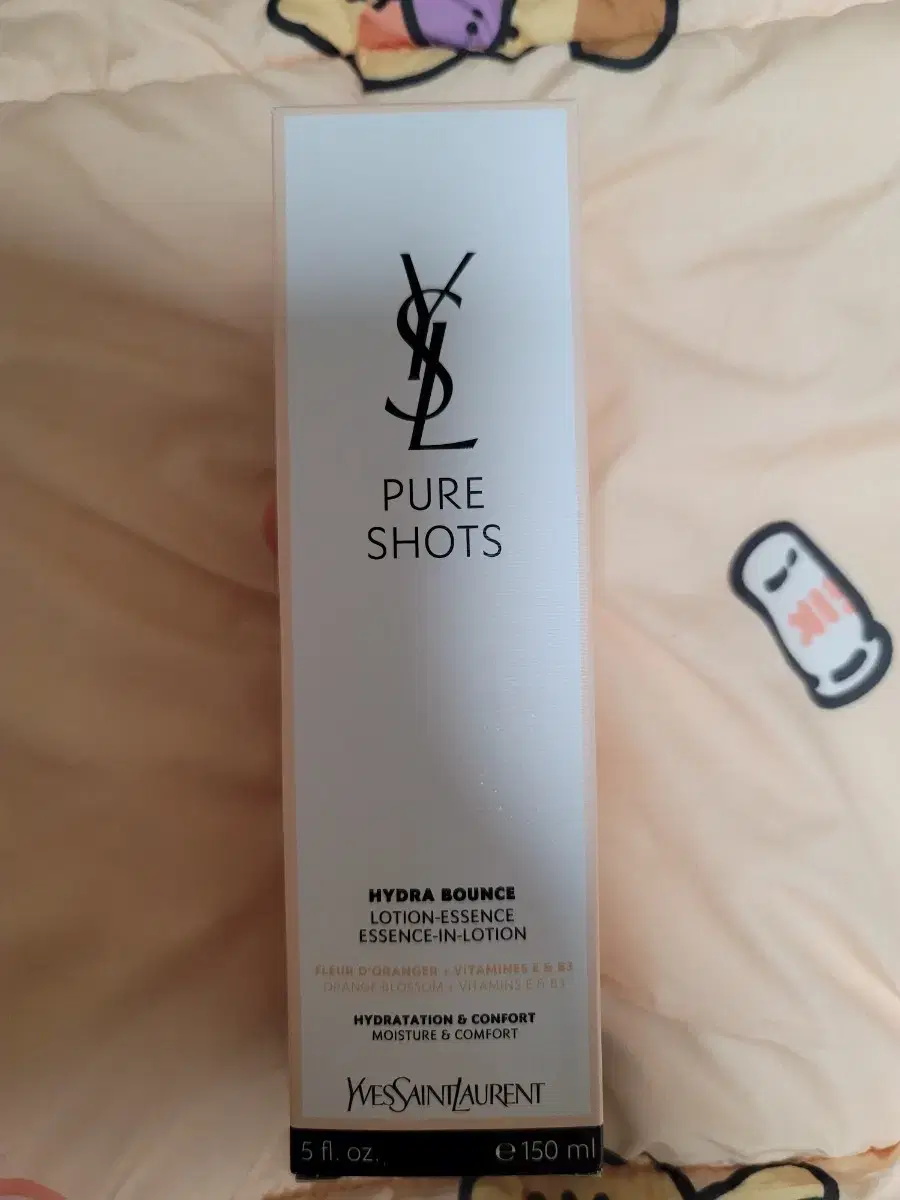 YSL
PURE
SHOTS
HYDRA BOUNCE
LOTION-ESSENCE
ESSENCE-IN-LOTION
FLEUR D'ORANGER + VITAMINES E & B3
ORANGE BLOSSOM + VITAMINS E & B3
HYDRATATION & CONFORT
MOISTURE & COMFORT
YVESSAINTLAURENT
5 fl. oz. ℮ 150 ml